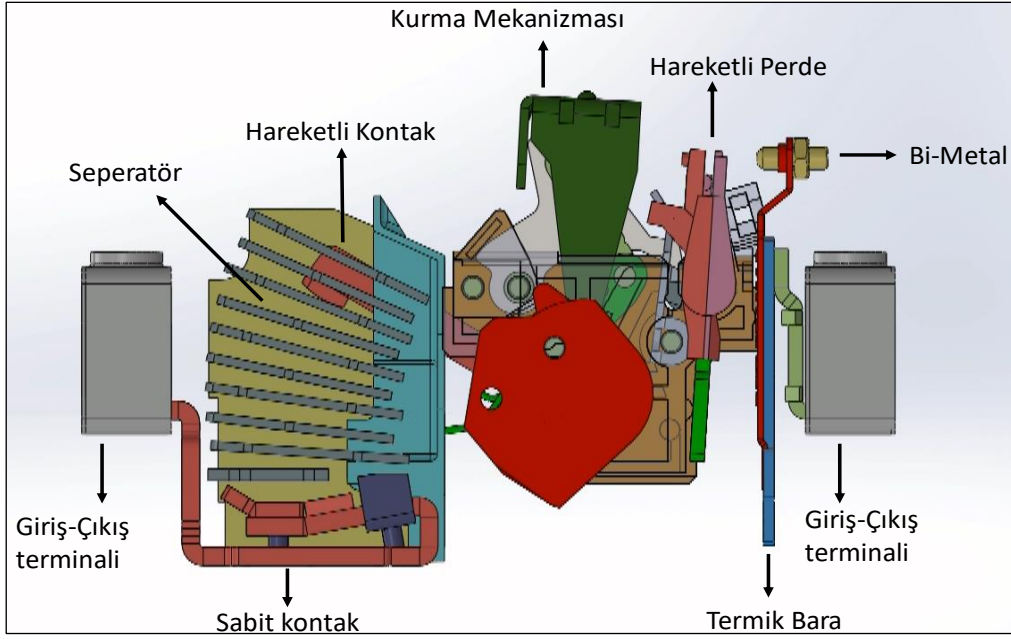 Kurma Mekanizması
Hareketli Perde
Hareketli Kontak
Bi-Metal
Seperatör
Giriş-Çıkış
terminali
Giriş-Çıkış
terminali
Sabit kontak
Termik Bara